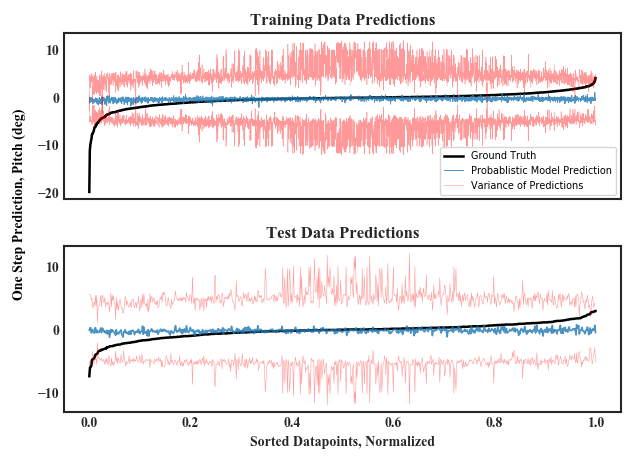 Training Data Predictions
10
0
−10
−20
Ground Truth
Probablistic Model Prediction
Variance of Predictions
One Step Prediction, Pitch (deg)
Test Data Predictions
10
0
−10
0.0 0.2 0.4 0.6 0.8 1.0
Sorted Datapoints, Normalized